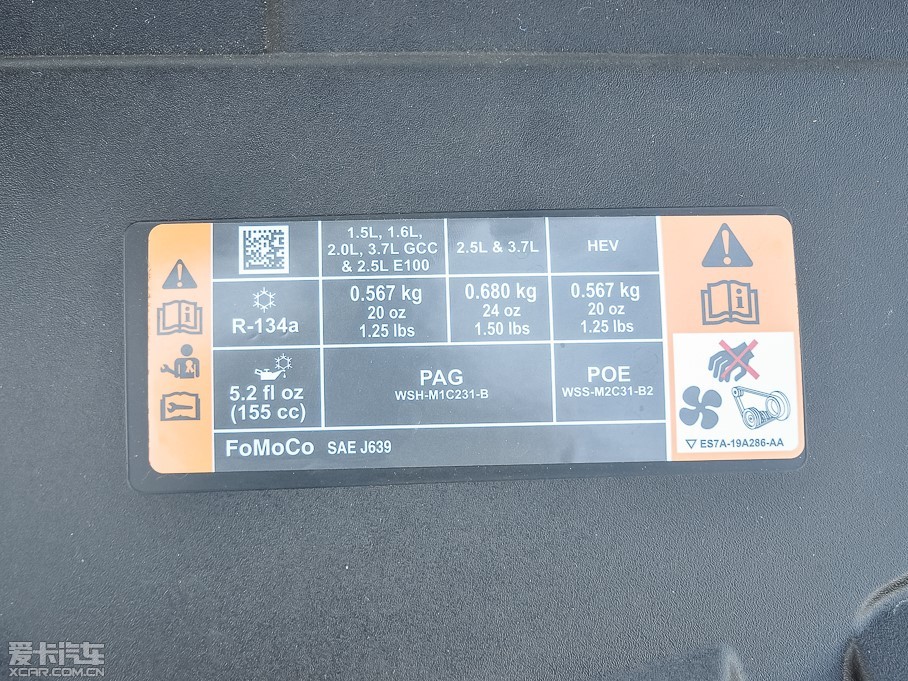 1.5L, 1.6L,
2.0L, 3.7L GCC
& 2.5L E100
2.5L & 3.7L
HEV
R-134a
0.567 kg
20 oz
1.25 lbs
0.680 kg
24 oz
1.50 lbs
0.567 kg
20 oz
1.25 lbs
5.2 fl oz
(155 cc)
PAG
WSH-M1C231-B
POE
WSS-M2C31-B2
FoMoCo SAE J639
ES7A-19A286-AA
爱卡汽车
XCAR.COM.CN